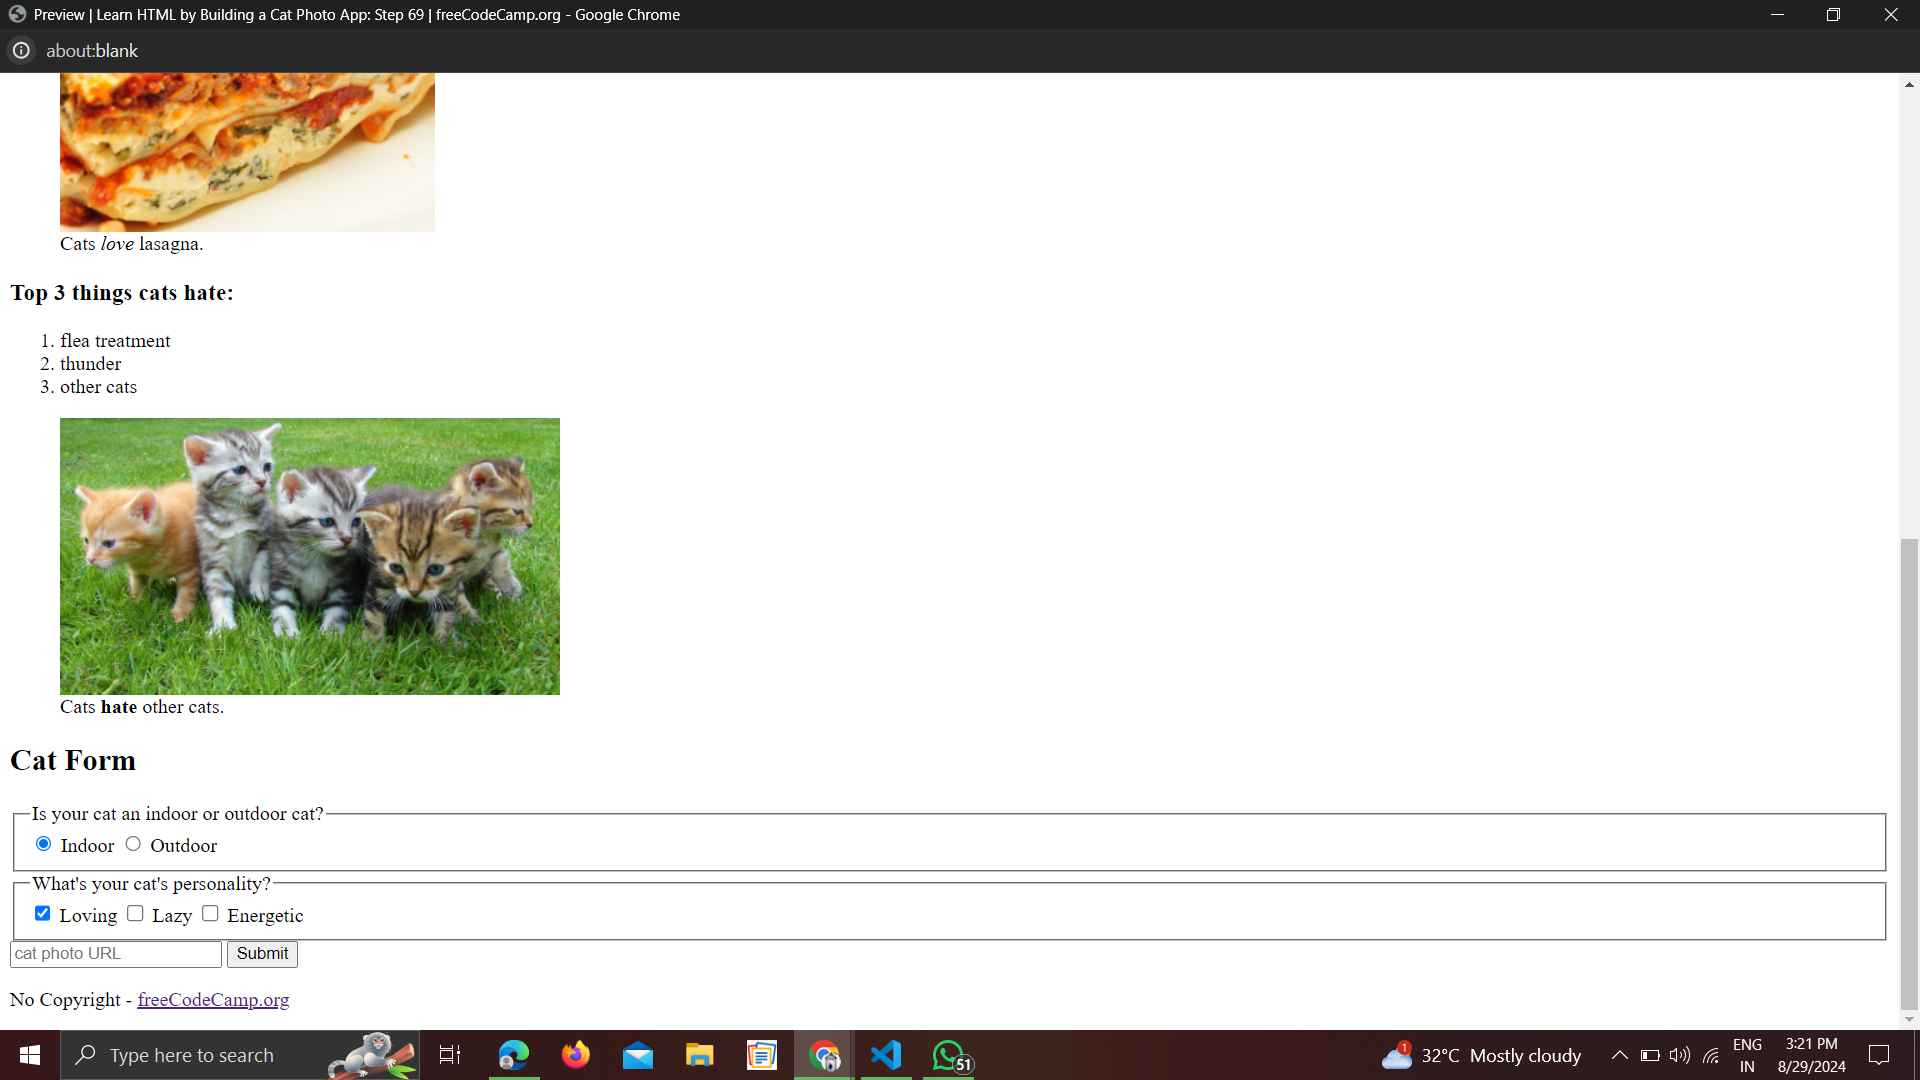 Preview | Learn HTML by Building a Cat Photo App: Step 69 | freeCodeCamp.org - Google Chrome
about:blank
Cats love lasagna.
Top 3 things cats hate:
1. flea treatment
2. thunder
3. other cats
Cats hate other cats.
Cat Form
Is your cat an indoor or outdoor cat?
Indoor Outdoor
What's your cat's personality?
Loving Lazy Energetic
cat photo URL Submit
No Copyright - freeCodeCamp.org
Type here to search 51 1 32°C Mostly cloudy ENG IN 3:21 PM 8/29/2024